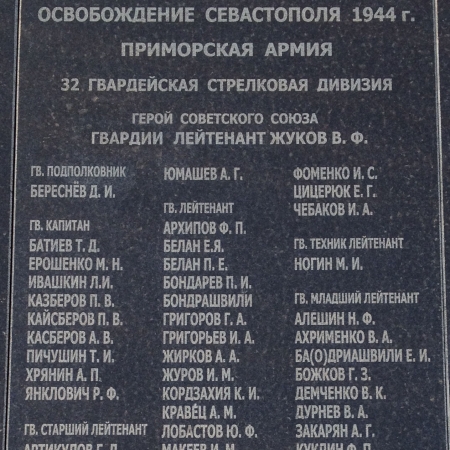 ОСВОБОЖДЕНИЕ СЕВАСТОПОЛЯ 1944 г.
ПРИМОРСКАЯ АРМИЯ
32 ГВАРДЕЙСКАЯ СТРЕЛКОВАЯ ДИВИЗИЯ
ГЕРОЙ СОВЕТСКОГО СОЮЗА
ГВАРДИИ ЛЕЙТЕНАНТ ЖУКОВ В. Ф.
ГВ. ПОДПОЛКОВНИК
БЕРЕСНЁВ Д. И.
ГВ. КАПИТАН
БАТИЕВ Т. Д.
ЕРОШЕНКО М. Н.
ИВАШКИН Л.И.
КАЗБЕРОВ П. В.
КАЙСБЕРОВ П. В.
КАСБЕРОВ А. В.
ПИЧУШИН Т. И.
ХРЯНИН А. П.
ЯНКЛОВИЧ Р. Ф.
ГВ. СТАРШИЙ ЛЕЙТЕНАНТ
АРТИКУЛОВ Г. Д.
ЮМАШЕВ А. Г.
ГВ. ЛЕЙТЕНАНТ
АРХИПОВ Ф. П.
БЕЛАН Е.Я.
БЕЛАН П. Е.
БОНДАРЕВ П. И.
БОНДРАШВИЛИ
ГРИГОРОВ Г. А.
ГРИГОРЬЕВ И. А.
ЖИРКОВ А. А.
ЖУРОВ И. М.
КОРДЗАХИЯ К. И.
КРАВЕЦ А. М.
ЛОБАСТОВ Ю. Ф.
МАКЕЕВ И. М.
ФОМЕНКО И. С.
ЦИЦЕРЮК Е. Г.
ЧЕБАКОВ И. А.
ГВ. ТЕХНИК ЛЕЙТЕНАНТ
НОГИН М. И.
ГВ. МЛАДШИЙ ЛЕЙТЕНАНТ
АЛЕШИН Н. Ф.
АХРИМЕНКО В. А.
БА(О)ДРИАШВИЛИ Е. И.
БОЖКОВ Г. З.
ДЕМЧЕНКО В. К.
ДУРНЕВ В. А.
ЗАКАРЯН А. Г.
КУКЛИН Ф. П.